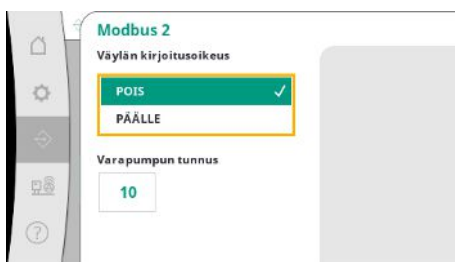 Modbus 2
Väylän kirjoitusoikeus
POIS
PÄÄLLE
Varapumpun tunnus
10